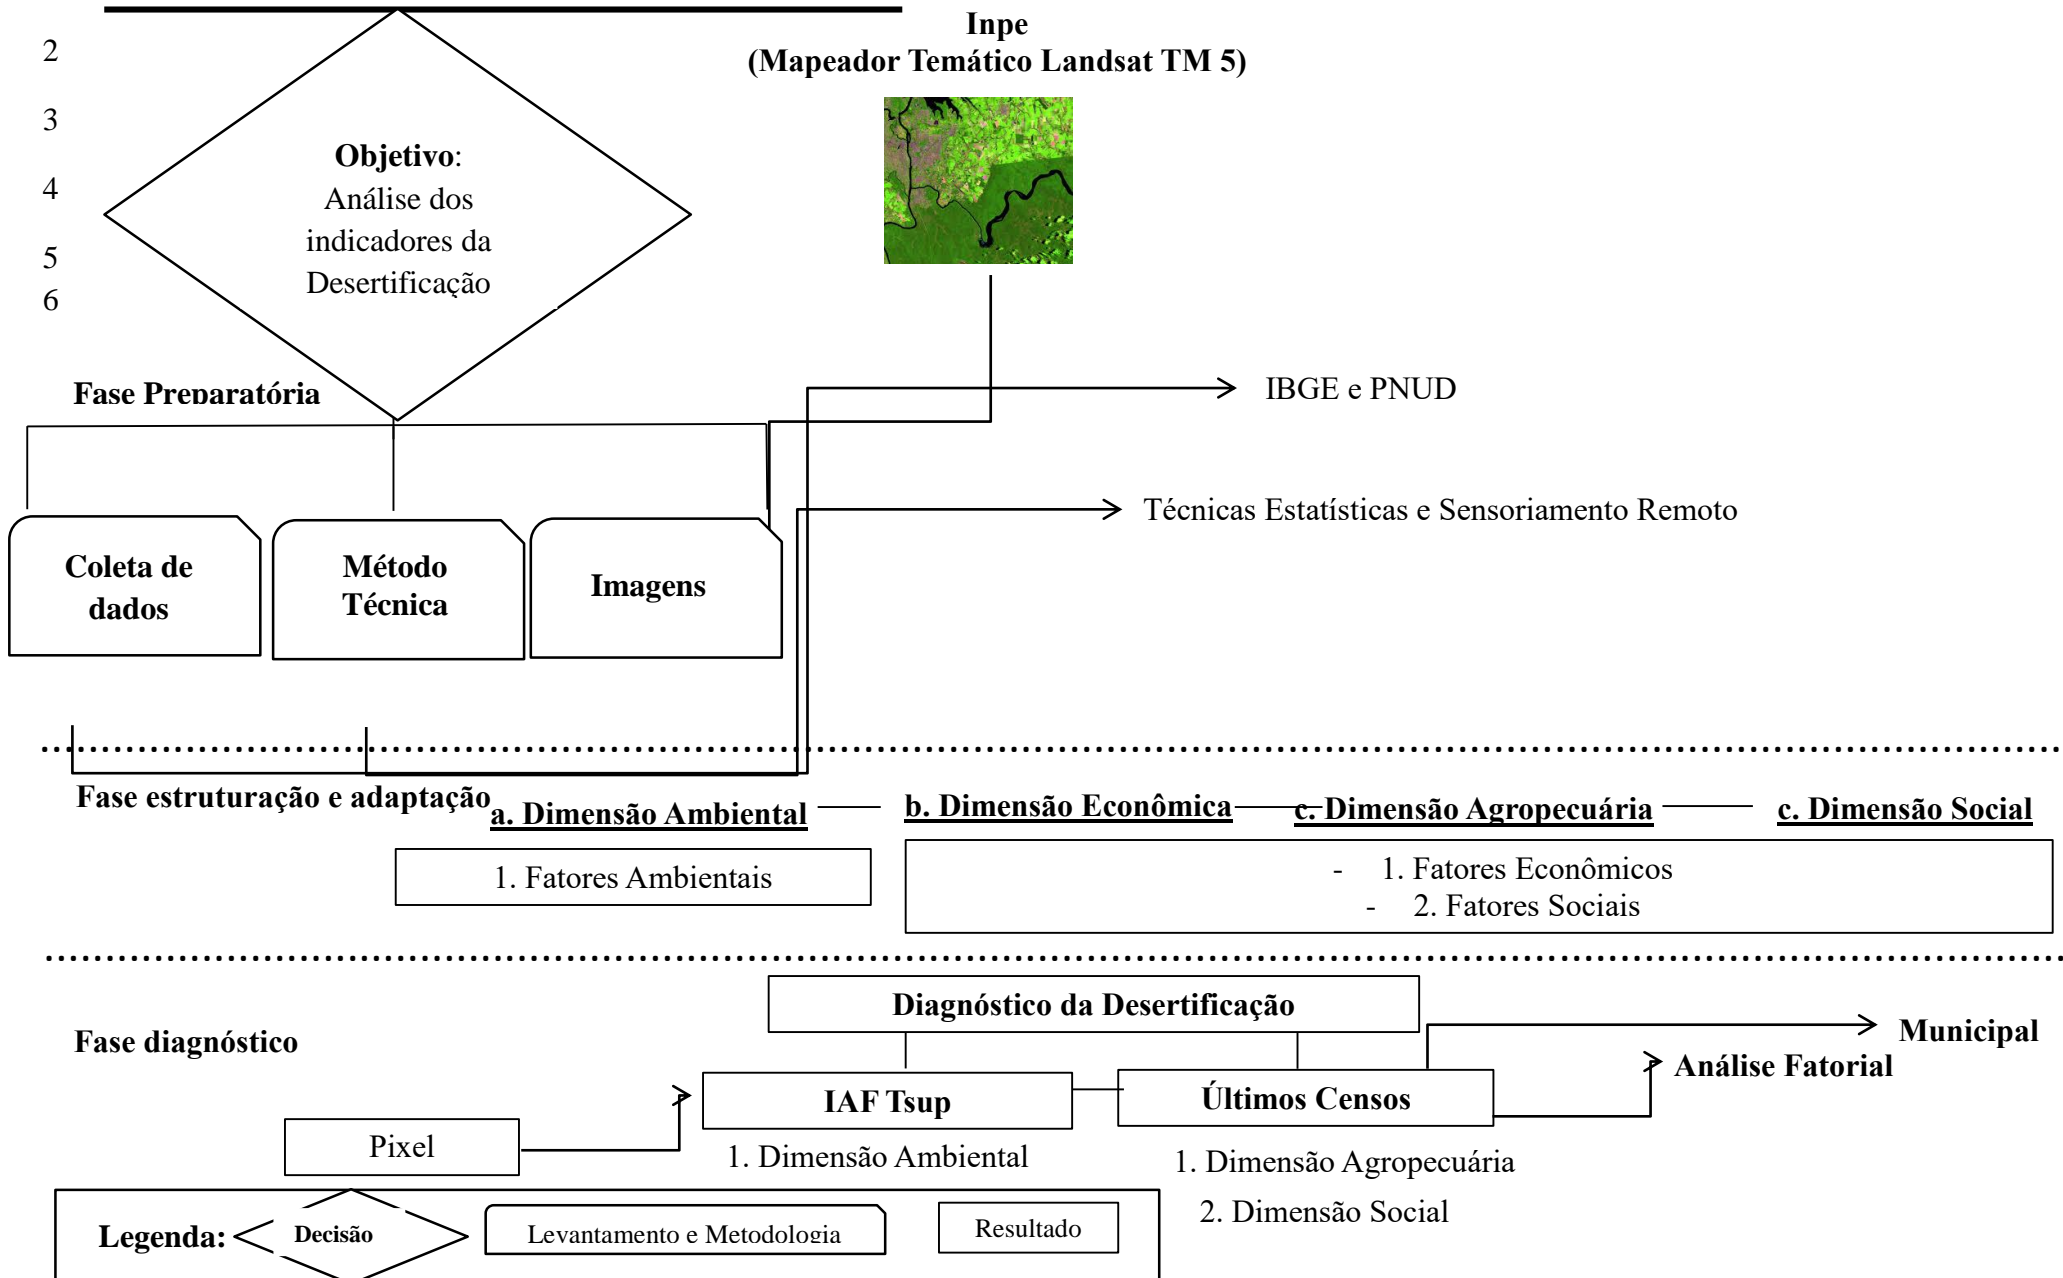 Inpe
(Mapeador Temático Landsat TM 5)
2
3
4
5
6
Objetivo:
Análise dos
indicadores da
Desertificação
Fase Preparatória
IBGE e PNUD
Técnicas Estatísticas e Sensoriamento Remoto
Coleta de
dados
Método
Técnica
Imagens
Fase estruturação e adaptação
a. Dimensão Ambiental
b. Dimensão Econômica
c. Dimensão Agropecuária
c. Dimensão Social
1. Fatores Ambientais
- 1. Fatores Econômicos
- 2. Fatores Sociais
Diagnóstico da Desertificação
Fase diagnóstico
Municipal
Análise Fatorial
IAF Tsup
Últimos Censos
Pixel
1. Dimensão Ambiental
1. Dimensão Agropecuária
2. Dimensão Social
Legenda:
Decisão
Levantamento e Metodologia
Resultado